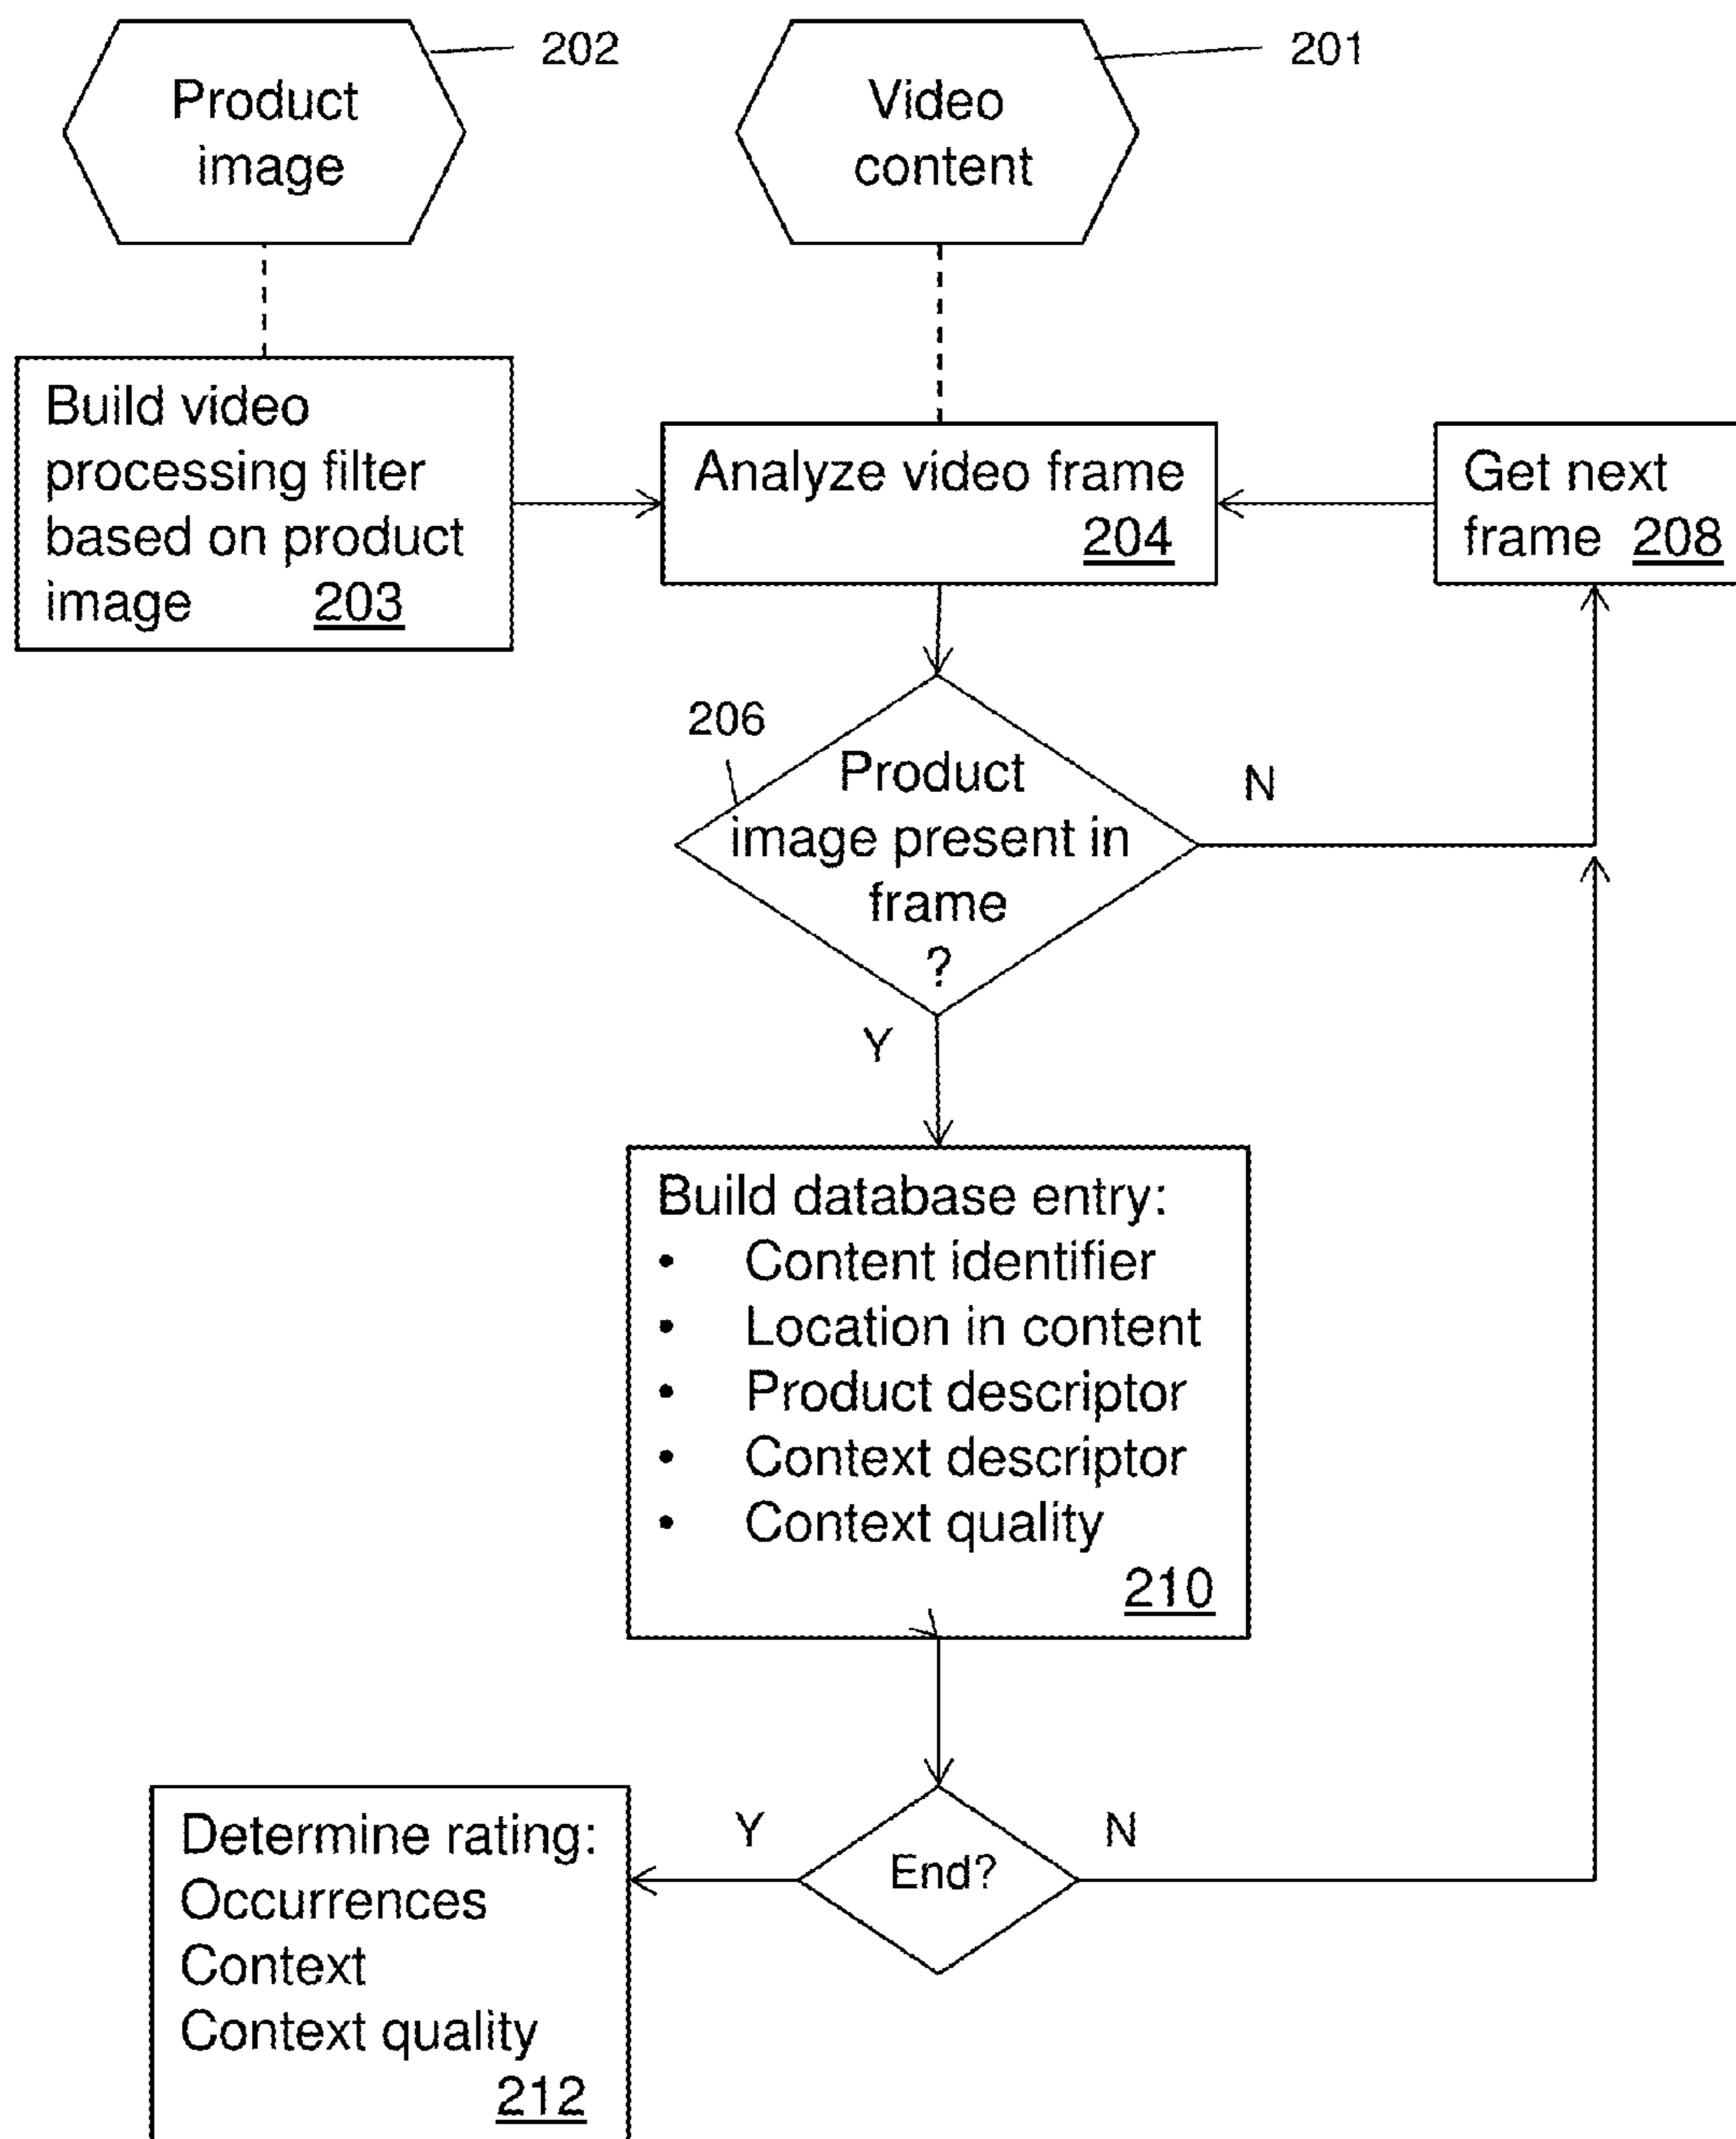 202
201
Product
image
Video
content
Build video
processing filter
based on product
image 203
Analyze video frame
204
Get next
frame 208
206
Product
image present in
frame
?
N
Y
Build database entry:
• Content identifier
• Location in content
• Product descriptor
• Context descriptor
• Context quality
210
End?
Y
N
Determine rating:
Occurrences
Context
Context quality
212